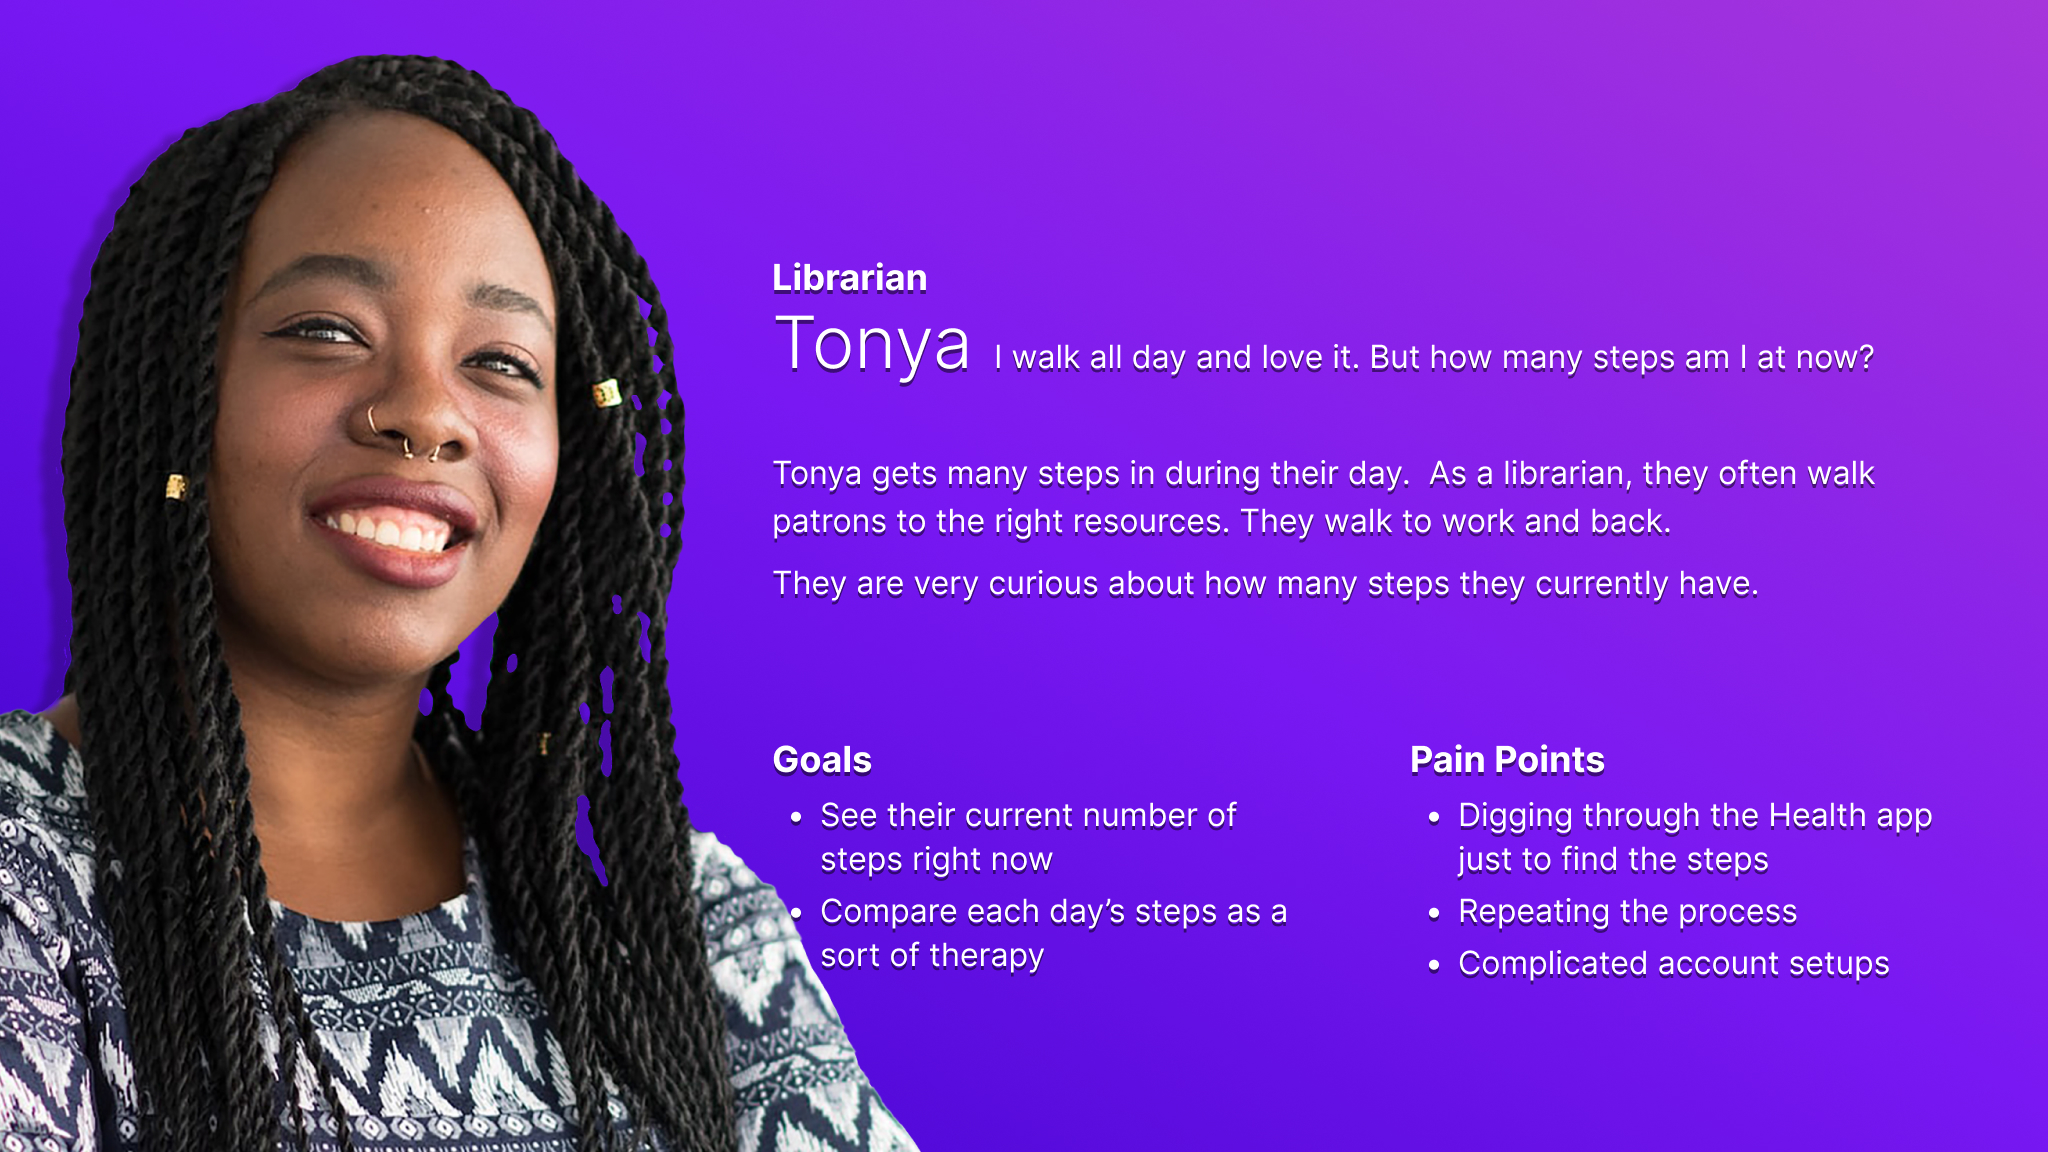 Librarian
Tonya I walk all day and love it. But how many steps am I at now?
Tonya gets many steps in during their day.  As a librarian, they often walk
patrons to the right resources. They walk to work and back.
They are very curious about how many steps they currently have.
Goals
• See their current number of
steps right now
• Compare each day’s steps as a
sort of therapy
Pain Points
• Digging through the Health app
just to find the steps
• Repeating the process
• Complicated account setups